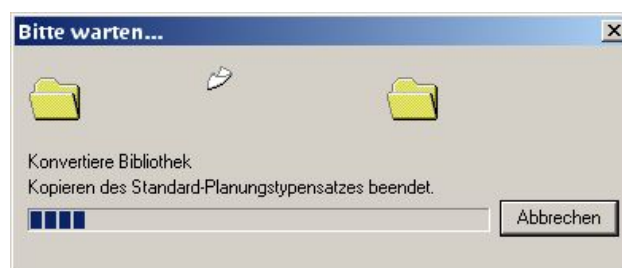 Bitte warten...
Konvertiere Bibliothek
Kopieren des Standard-Planungstypensatzes beendet.
Abbrechen